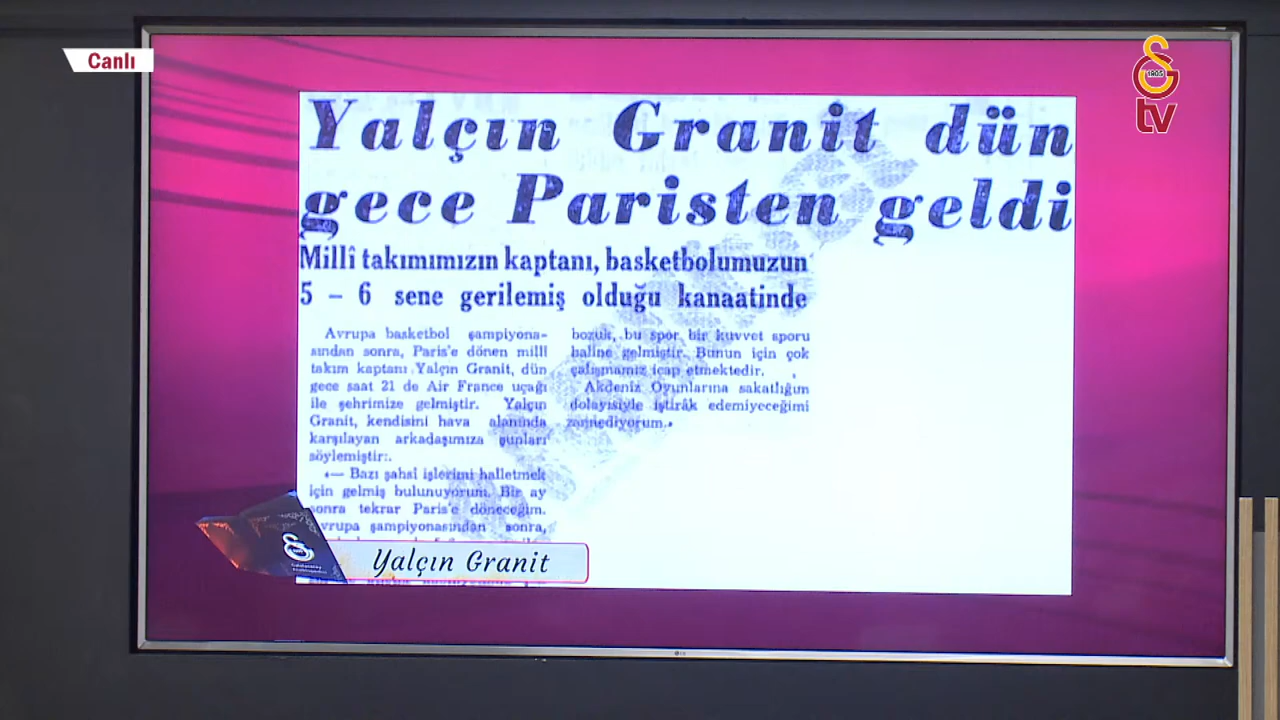 Canlı
1905
tv
Yalçın Granit dün
gece Paristen geldi
Millî takımımızın kaptanı, basketbolumuzun
5 – 6 sene gerilemiş olduğu kanaatinde
Avrupa basketbol şampiyona-
sından sonra, Paris'e dönen millî
takım kaptanı Yalçın Granit, dün
gece saat 21 de Air France uçağı
ile şehrimize gelmiştir. Yalçın
Granit, kendisini hava alanında
karşılayan arkadaşımıza şunları
söylemiştir:.
«— Bazı şahsî işlerimi halletmek
için gelmiş bulunuyorum. Bir ay
sonra tekrar Paris'e döneceğim.
Avrupa şampiyonasından sonra,
bozuk, bu spor bir kuvvet sporu
haline gelmiştir. Bunun için çok
çalışmamız icap etmektedir.
Akdeniz Oyunlarına sakatlığım
dolayısiyle iştirâk edemiyeceğimi
zannediyorum.»
Yalçın Granit
LG